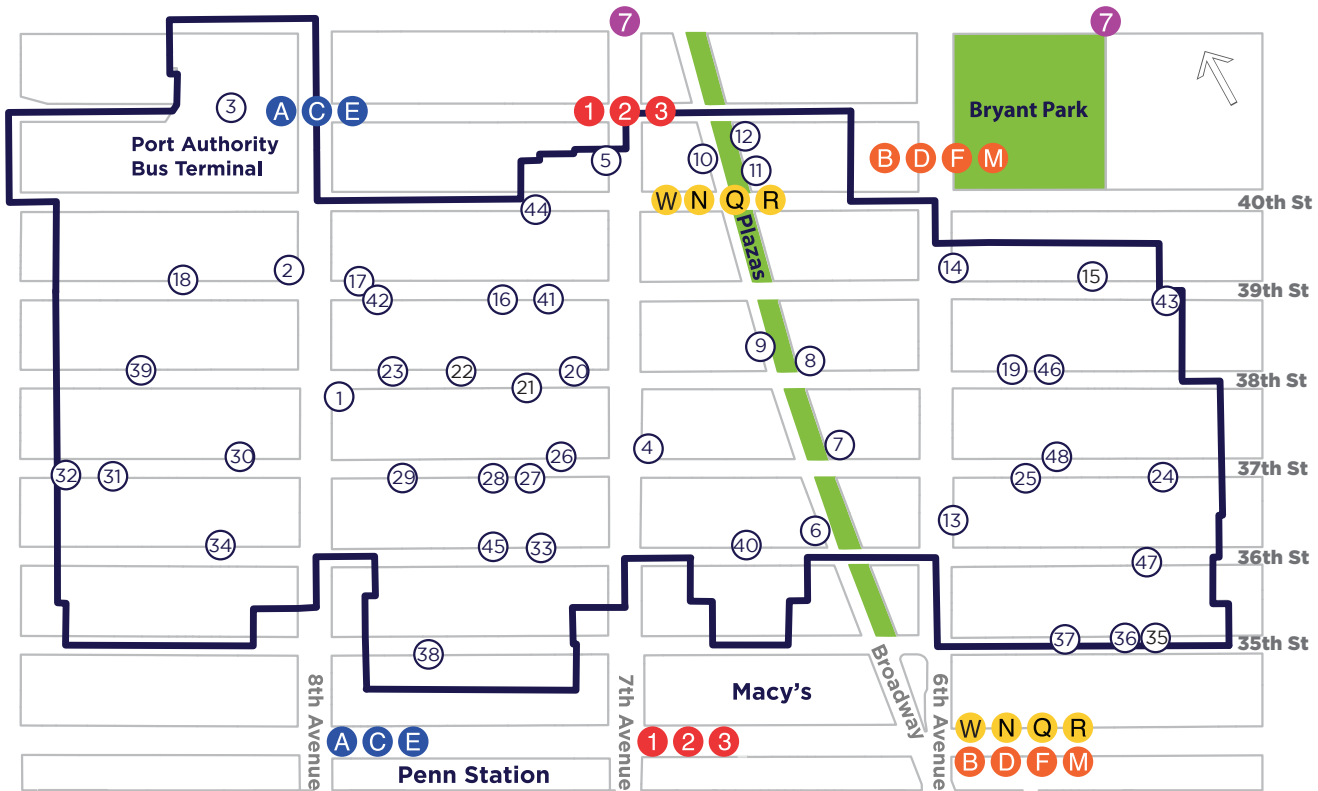 7
7
3
A C E
1 2 3
Bryant Park
Port Authority
Bus Terminal
5
10
12
11
B D F M
W N Q R
44
40th St
Plazas
18
2
17
42
16
41
14
15
43
39th St
9
8
39
23
22
21
20
1
19
46
38th St
4
7
32
31
30
29
28
27
26
25
48
24
37th St
34
45
33
40
6
13
47
36th St
38
37
36
35
35th St
8th Avenue
7th Avenue
Macy's
Broadway
6th Avenue
A C E
1 2 3
W N Q R
B D F M
Penn Station